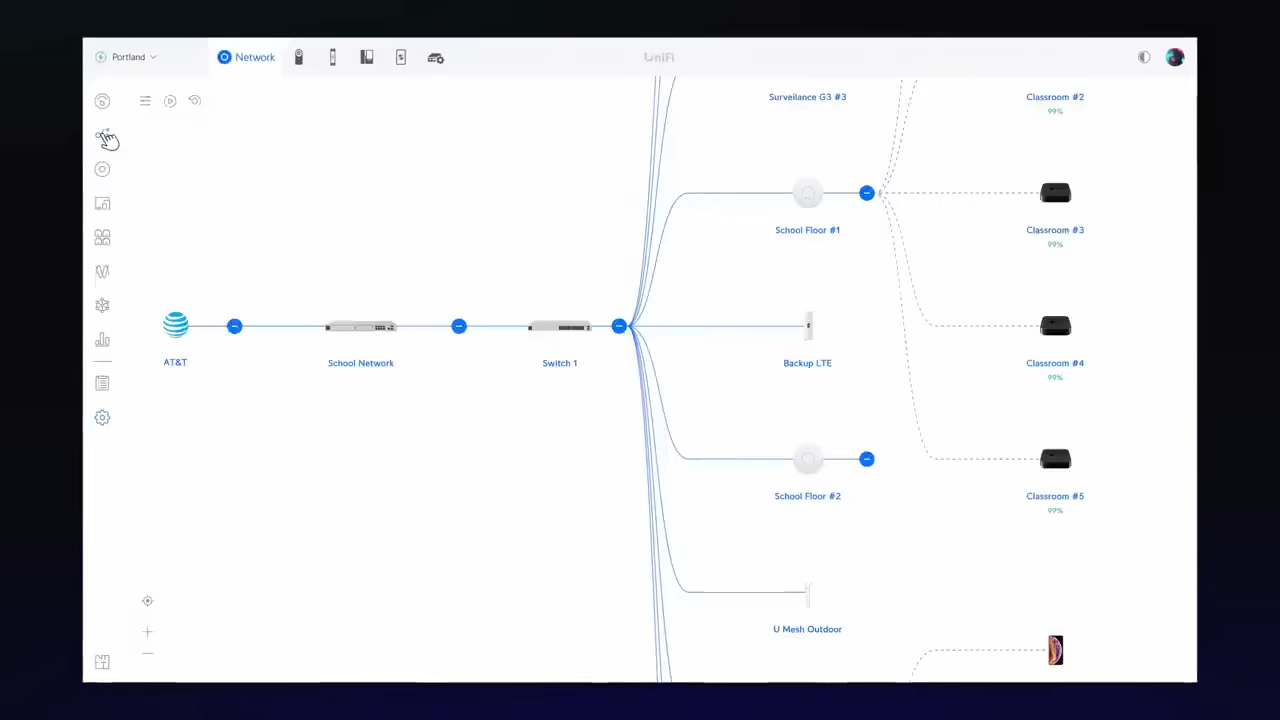 Portland
Network
UniFi
Surveilance G3 #3
Classroom #2
99%
School Floor #1
Classroom #3
99%
AT&T
School Network
Switch 1
Backup LTE
Classroom #4
99%
School Floor #2
Classroom #5
99%
U Mesh Outdoor